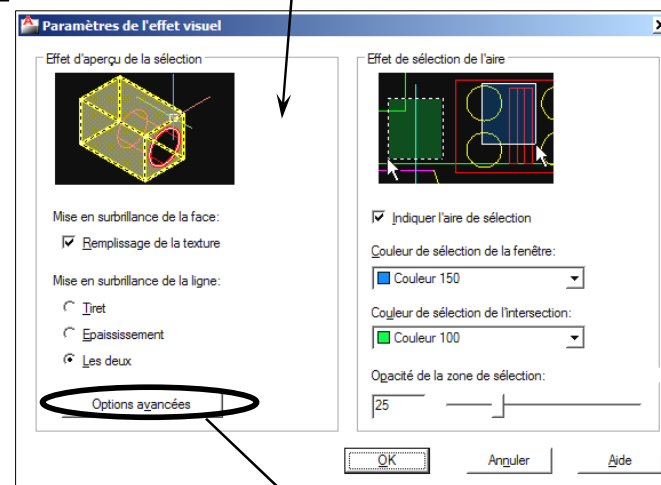 Paramètres de l'effet visuel
Effet d'aperçu de la sélection
Mise en surbrillance de la face:
Remplissage de la texture
Mise en surbrillance de la ligne:
Tiret
Epaississement
Les deux
Options avancées
Effet de sélection de l'aire
Indiquer l'aire de sélection
Couleur de sélection de la fenêtre:
Couleur 150
Couleur de sélection de l'intersection:
Couleur 100
Opacité de la zone de sélection:
25
OK
Annuler
Aide